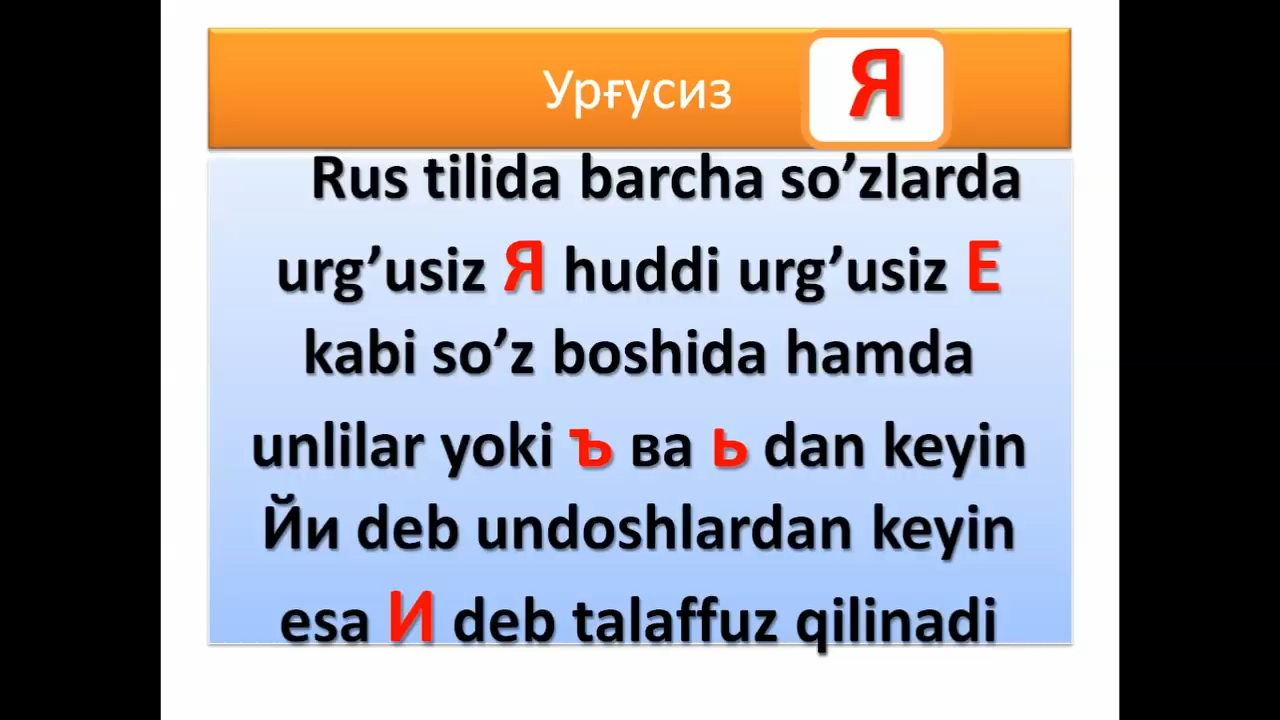 Урғусиз Я
Rus tilida barcha so’zlarda
urg’usiz Я huddi urg’usiz Е
kabi so’z boshida hamda
unlilar yoki ъ ва ь dan keyin
Йи deb undoshlardan keyin
esa И deb talaffuz qilinadi